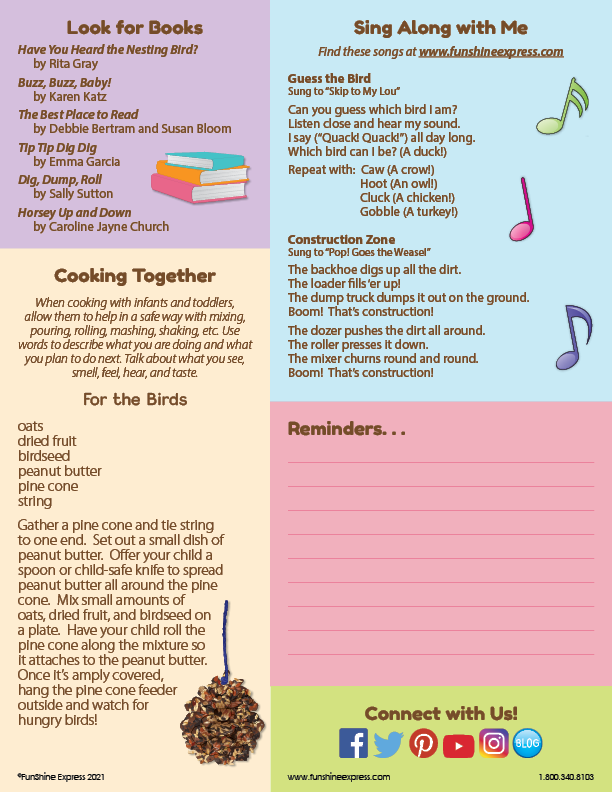 Look for Books
Have You Heard the Nesting Bird?
by Rita Gray
Buzz, Buzz, Baby!
by Karen Katz
The Best Place to Read
by Debbie Bertram and Susan Bloom
Tip Tip Dig Dig
by Emma Garcia
Dig, Dump, Roll
by Sally Sutton
Horsey Up and Down
by Caroline Jayne Church
Cooking Together
When cooking with infants and toddlers,
allow them to help in a safe way with mixing,
pouring, rolling, mashing, shaking, etc. Use
words to describe what you are doing and what
you plan to do next. Talk about what you see,
smell, feel, hear, and taste.
For the Birds
oats
dried fruit
birdseed
peanut butter
pine cone
string
Gather a pine cone and tie string
to one end. Set out a small dish of
peanut butter. Offer your child a
spoon or child-safe knife to spread
peanut butter all around the pine
cone. Mix small amounts of
oats, dried fruit, and birdseed on
a plate. Have your child roll the
pine cone along the mixture so
it attaches to the peanut butter.
Once it's amply covered,
hang the pine cone feeder
outside and watch for
hungry birds!
Sing Along with Me
Find these songs at www.funshineexpress.com
Guess the Bird
Sung to "Skip to My Lou"
Can you guess which bird I am?
Listen close and hear my sound.
I say ("Quack! Quack!") all day long.
Which bird can I be? (A duck!)
Repeat with: Caw (A crow!)
Hoot (An owl!)
Cluck (A chicken!)
Gobble (A turkey!)
Construction Zone
Sung to "Pop! Goes the Weasel"
The backhoe digs up all the dirt.
The loader fills 'er up!
The dump truck dumps it out on the ground.
Boom! That's construction!
The dozer pushes the dirt all around.
The roller presses it down.
The mixer churns round and round.
Boom! That's construction!
Reminders. . .
Connect with Us!
BLOG
©FunShine Express 2021
www.funshineexpress.com
1.800.340.8103